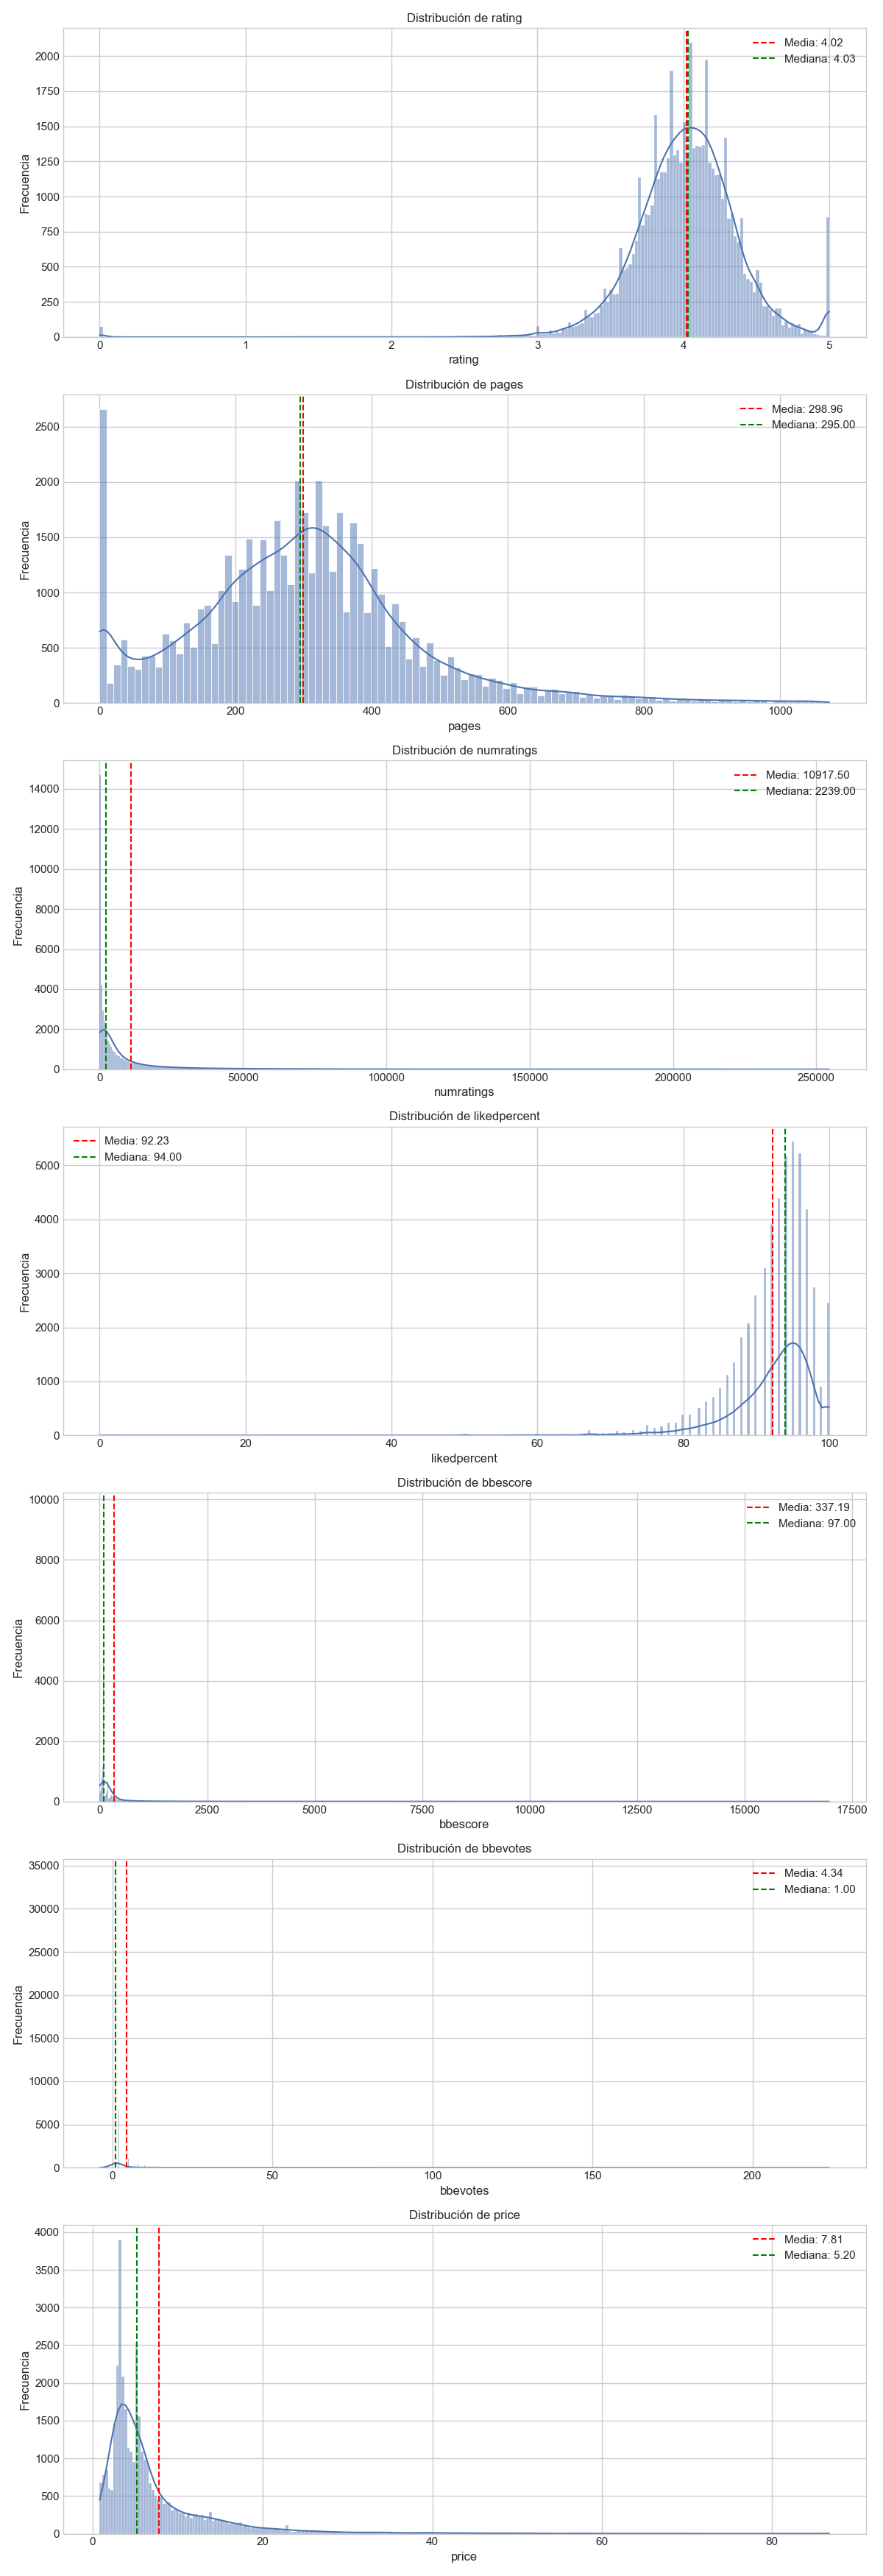 Distribución de rating
Media: 4.02
Mediana: 4.03
Frecuencia
2000
1750
1500
1250
1000
750
500
250
0
0 1 2 3 4 5
rating
Distribución de pages
Media: 298.96
Mediana: 295.00
Frecuencia
2500
2000
1500
1000
500
0
0 200 400 600 800 1000
pages
Distribución de numratings
Media: 10917.50
Mediana: 2239.00
Frecuencia
14000
12000
10000
8000
6000
4000
2000
0
0 50000 100000 150000 200000 250000
numratings
Distribución de likedpercent
Media: 92.23
Mediana: 94.00
Frecuencia
5000
4000
3000
2000
1000
0
0 20 40 60 80 100
likedpercent
Distribución de bbescore
Media: 337.19
Mediana: 97.00
Frecuencia
10000
8000
6000
4000
2000
0
0 2500 5000 7500 10000 12500 15000 17500
bbescore
Distribución de bbevotes
Media: 4.34
Mediana: 1.00
Frecuencia
35000
30000
25000
20000
15000
10000
5000
0
0 50 100 150 200
bbevotes
Distribución de price
Media: 7.81
Mediana: 5.20
Frecuencia
4000
3500
3000
2500
2000
1500
1000
500
0
0 20 40 60 80
price